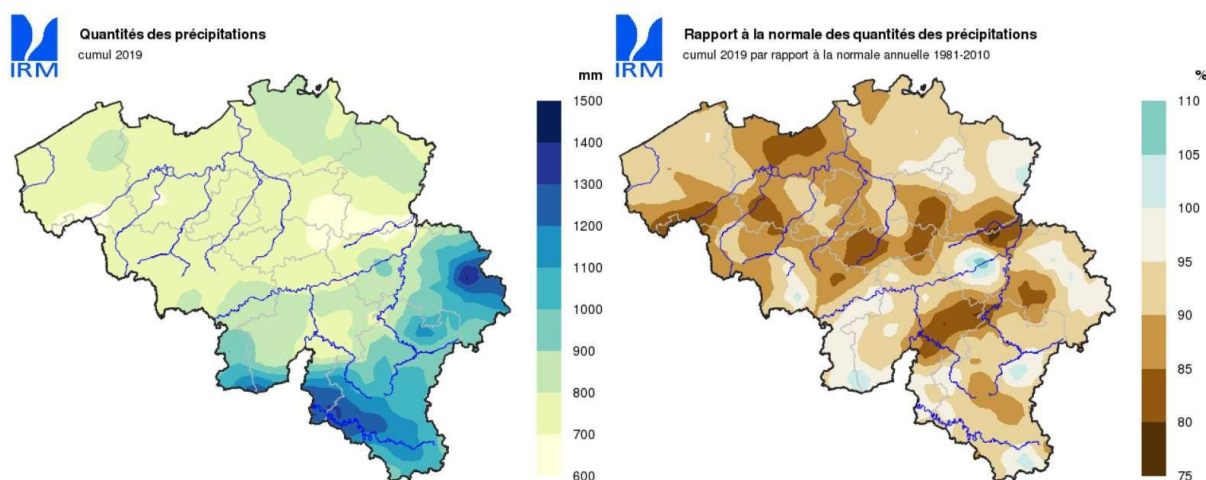 Quantités des précipitations
cumul 2019
IRM
mm
1500
1400
1300
1200
1100
1000
900
800
700
600
Rapport à la normale des quantités des précipitations
cumul 2019 par rapport à la normale annuelle 1981-2010
IRM
%
110
105
100
95
90
85
80
75